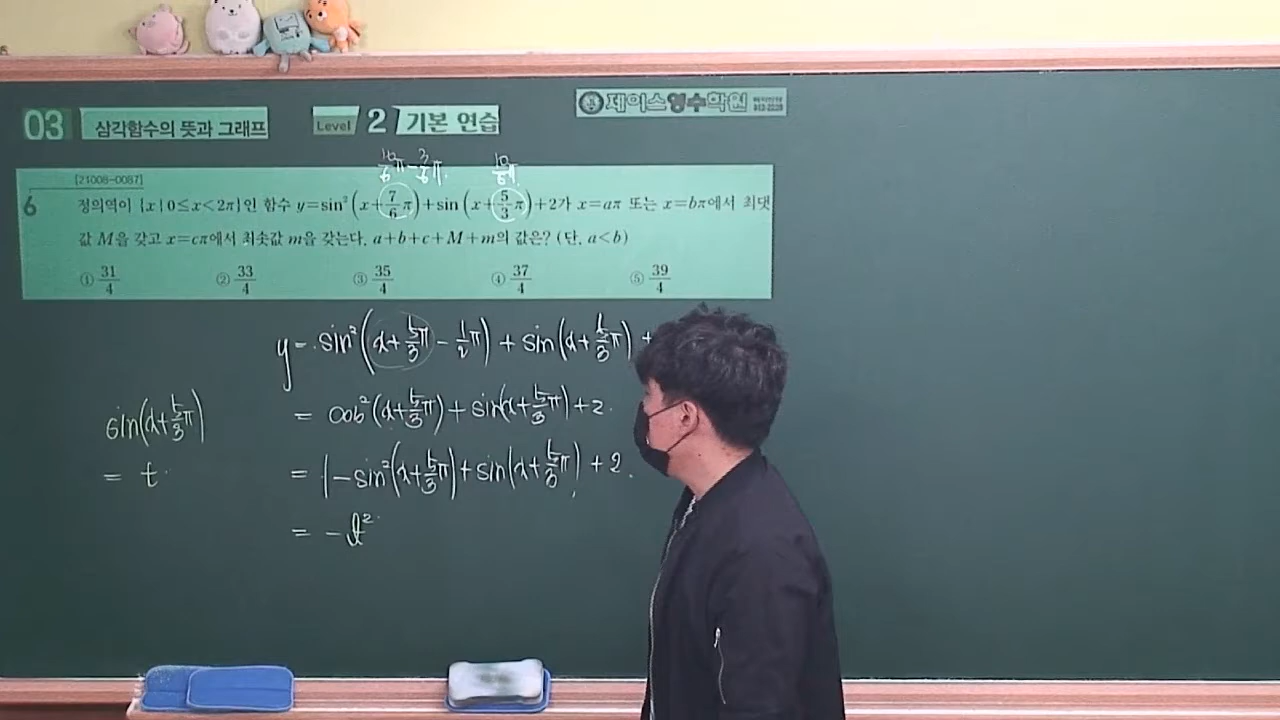 03 삼각함수의 뜻과 그래프 Level 2 기본 연습 제이스영수학원
10/6π - 3/6π 10/6π
[21008-0087]
6 정의역이 {x|0≤x<2π}인 함수 y=sin²(x+7/6π)+sin(x+5/3π)+2가 x=aπ 또는 x=bπ에서 최댓
값 M을 갖고 x=cπ에서 최솟값 m을 갖는다. a+b+c+M+m의 값은? (단, a<b)
① 31/4 ② 33/4 ③ 35/4 ④ 37/4 ⑤ 39/4
y = sin²(x+5/3π - 1/2π) + sin(x+5/3π) +
= cos²(x+5/3π) + sin(x+5/3π) + 2.
= 1 - sin²(x+5/3π) + sin(x+5/3π) + 2.
= -t²
sin(x+5/3π)
= t